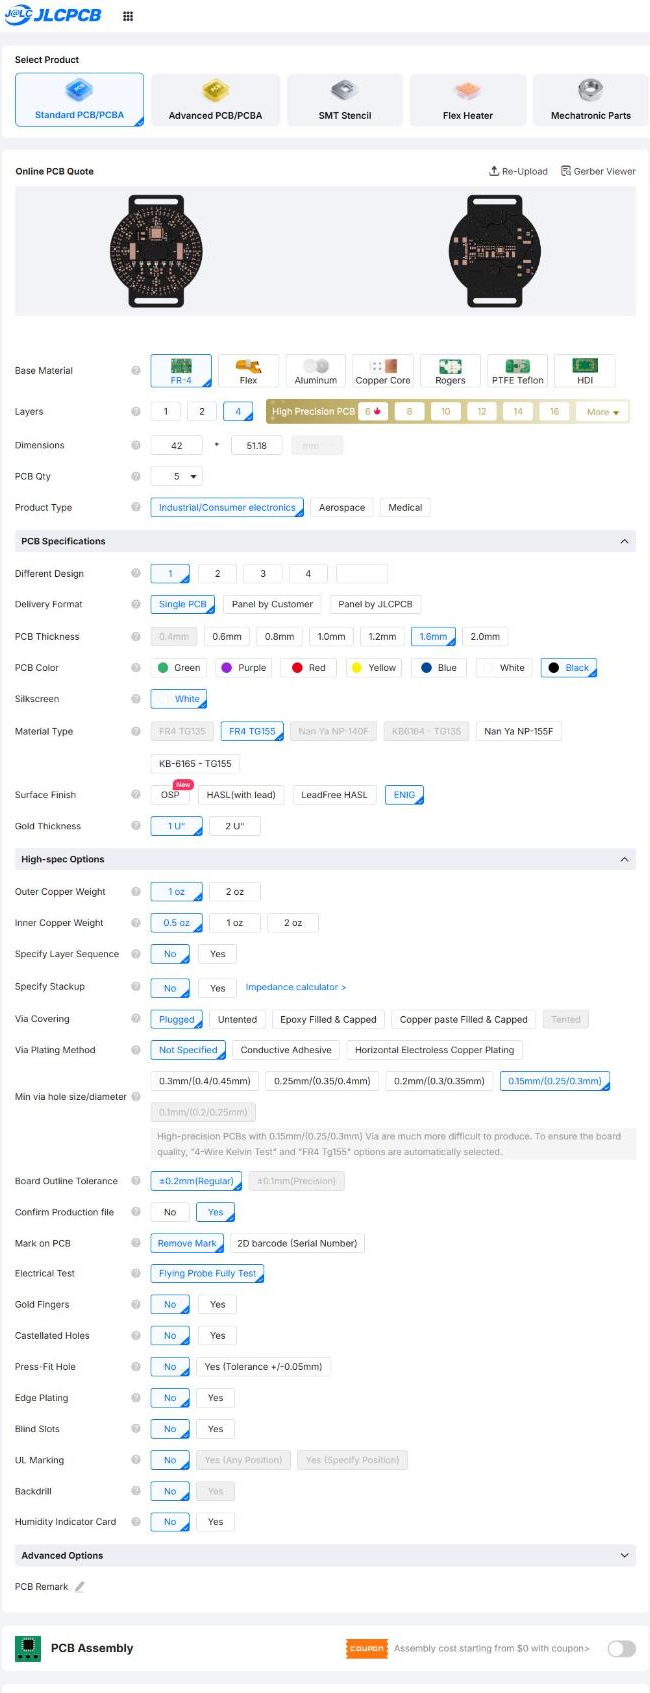 J@LC JLCPCB
Select Product
Standard PCB/PCBA Advanced PCB/PCBA SMT Stencil Flex Heater Mechatronic Parts
Online PCB Quote Re-Upload Gerber Viewer
Base Material FR-4 Flex Aluminum Copper Core Rogers PTFE Teflon HDI
Layers 1 2 4 High Precision PCB 6 8 10 12 14 16 More
Dimensions 42 * 51.18 mm
PCB Qty 5
Product Type Industrial/Consumer electronics Aerospace Medical
PCB Specifications
Different Design 1 2 3 4
Delivery Format Single PCB Panel by Customer Panel by JLCPCB
PCB Thickness 0.4mm 0.6mm 0.8mm 1.0mm 1.2mm 1.6mm 2.0mm
PCB Color Green Purple Red Yellow Blue White Black
Silkscreen White
Material Type FR4 TG135 FR4 TG155 Nan Ya NP-140F KB6164 - TG135 Nan Ya NP-155F
KB-6165 - TG155
New
Surface Finish OSP HASL(with lead) LeadFree HASL ENIG
Gold Thickness 1 U" 2 U"
High-spec Options
Outer Copper Weight 1 oz 2 oz
Inner Copper Weight 0.5 oz 1 oz 2 oz
Specify Layer Sequence No Yes
Specify Stackup No Yes Impedance calculator >
Via Covering Plugged Untented Epoxy Filled & Capped Copper paste Filled & Capped Tented
Via Plating Method Not Specified Conductive Adhesive Horizontal Electroless Copper Plating
0.3mm/(0.4/0.45mm) 0.25mm/(0.35/0.4mm) 0.2mm/(0.3/0.35mm) 0.15mm/(0.25/0.3mm)
Min via hole size/diameter
0.1mm/(0.2/0.25mm)
High-precision PCBs with 0.15mm/(0.25/0.3mm) Via are much more difficult to produce. To ensure the board
quality, "4-Wire Kelvin Test" and "FR4 Tg155" options are automatically selected.
Board Outline Tolerance ±0.2mm(Regular) ±0.1mm(Precision)
Confirm Production file No Yes
Mark on PCB Remove Mark 2D barcode (Serial Number)
Electrical Test Flying Probe Fully Test
Gold Fingers No Yes
Castellated Holes No Yes
Press-Fit Hole No Yes (Tolerance +/-0.05mm)
Edge Plating No Yes
Blind Slots No Yes
UL Marking No Yes (Any Position) Yes (Specify Position)
Backdrill No Yes
Humidity Indicator Card No Yes
Advanced Options
PCB Remark
PCB Assembly COUPON Assembly cost starting from $0 with coupon>